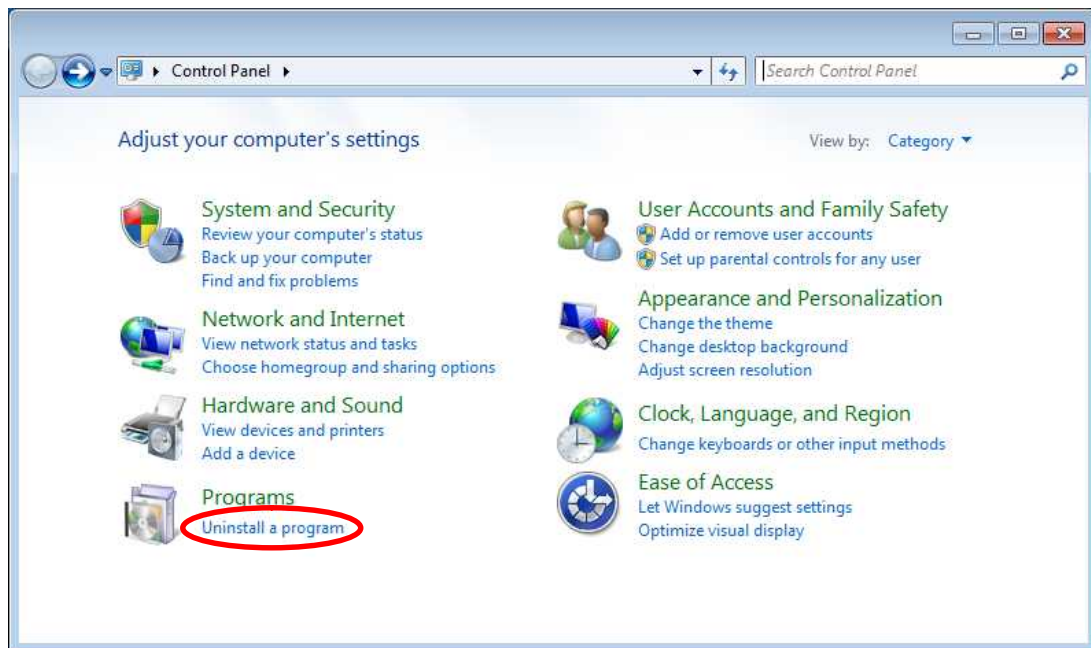 Control Panel
Search Control Panel
Adjust your computer's settings
View by: Category
System and Security
Review your computer's status
Back up your computer
Find and fix problems
Network and Internet
View network status and tasks
Choose homegroup and sharing options
Hardware and Sound
View devices and printers
Add a device
Programs
Uninstall a program
User Accounts and Family Safety
Add or remove user accounts
Set up parental controls for any user
Appearance and Personalization
Change the theme
Change desktop background
Adjust screen resolution
Clock, Language, and Region
Change keyboards or other input methods
Ease of Access
Let Windows suggest settings
Optimize visual display